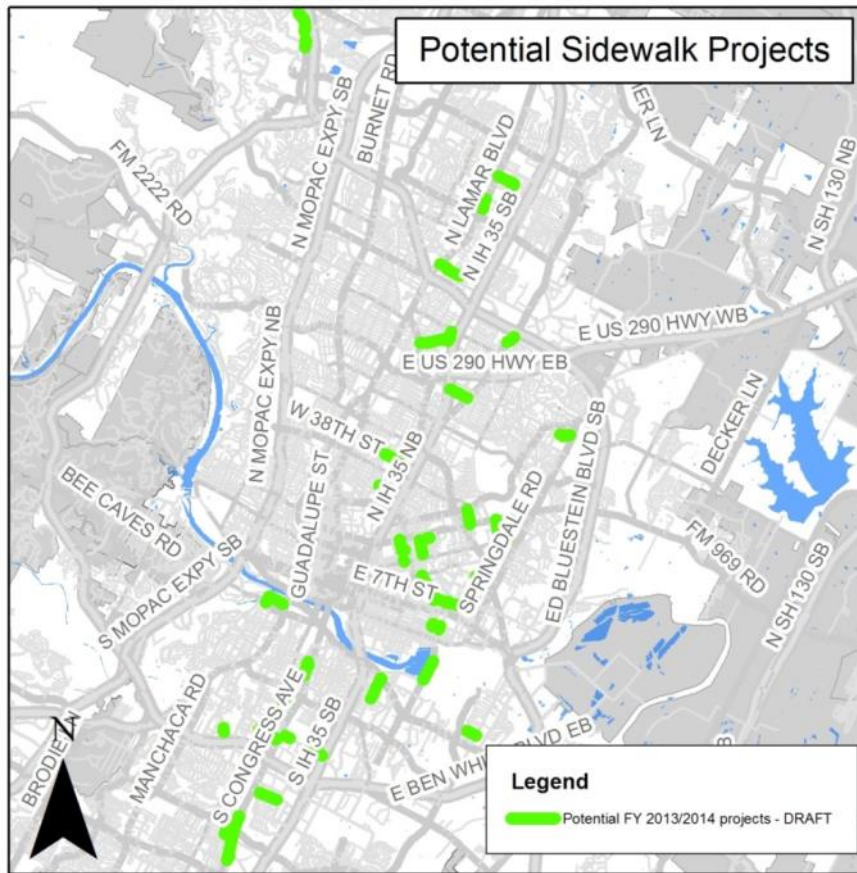 Potential Sidewalk Projects
FM 2222 RD
N MOPAC EXPY SB
BURNET RD
N LAMAR BLVD
N IH 35 SB
N SH 130 NB
E US 290 HWY WB
E US 290 HWY EB
N MOPAC EXPY NB
W 38TH ST
N IH 35 NB
GUADALUPE ST
BEE CAVES RD
S MOPAC EXPY SB
E 7TH ST
SPRINGDALE RD
ED BLUESTEIN BLVD SB
DECKER LN
FM 969 RD
N SH 130 SB
MANCHACA RD
S CONGRESS AVE
S IH 35 SB
N
Legend
Potential FY 2013/2014 projects - DRAFT